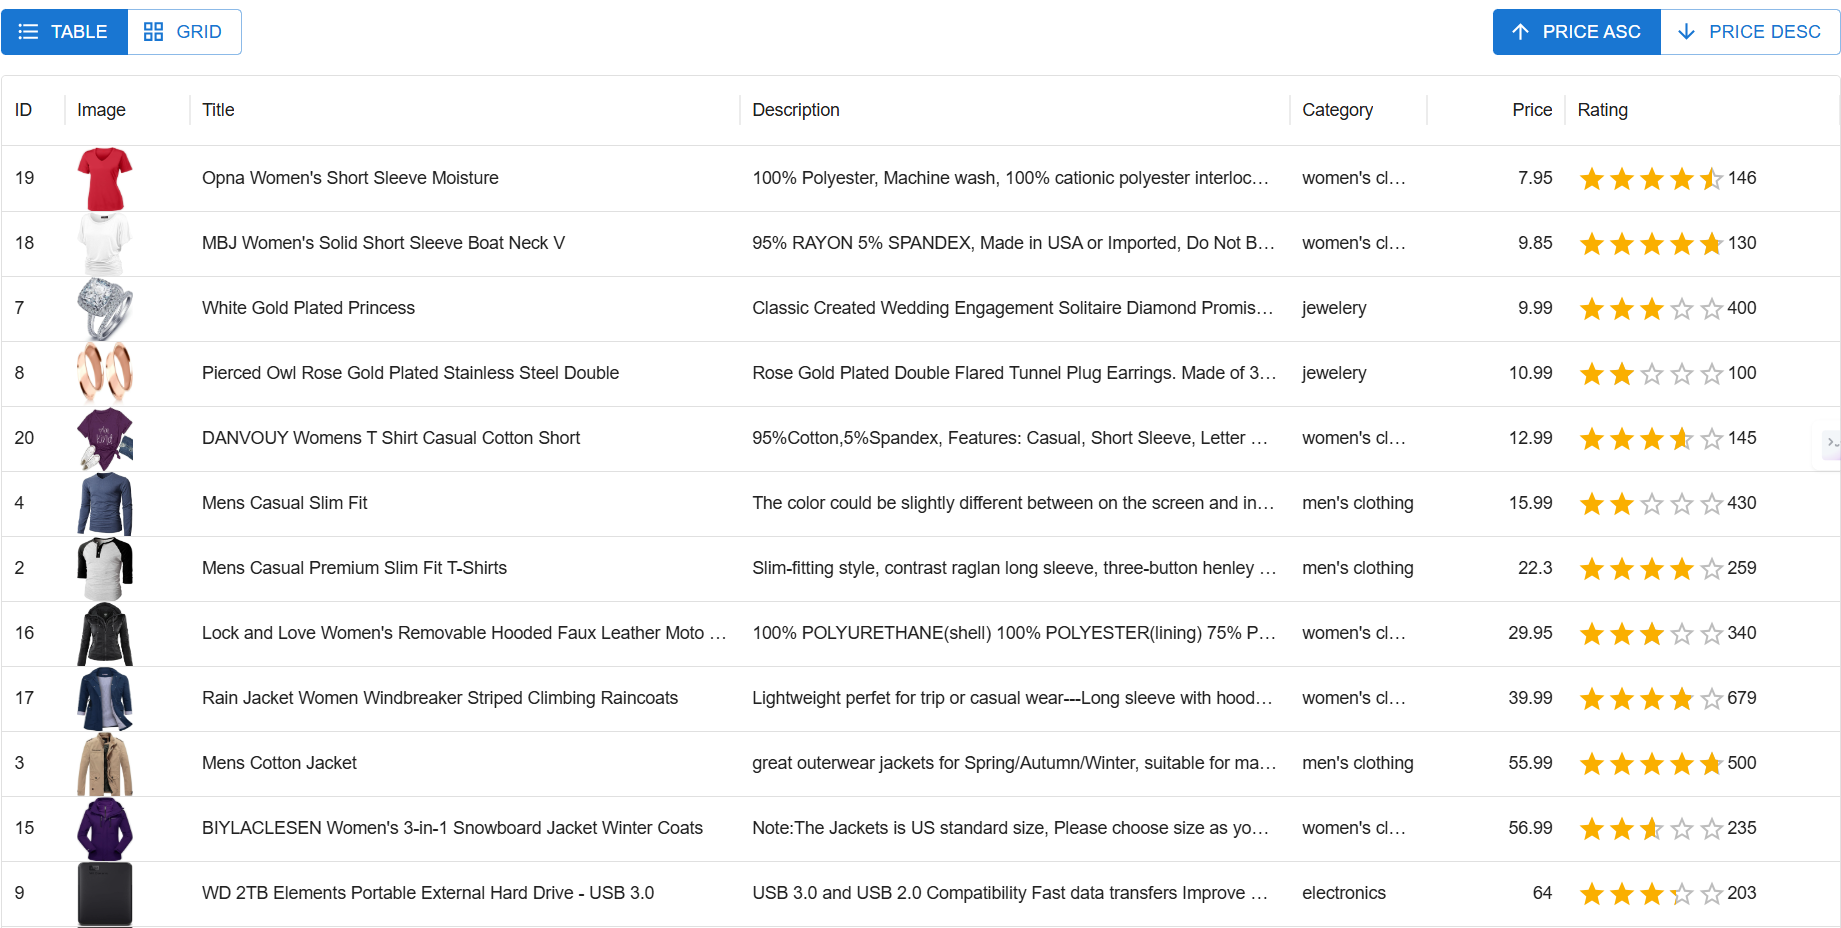 TABLE GRID PRICE ASC PRICE DESC
ID Image Title Description Category Price Rating
19 Opna Women's Short Sleeve Moisture 100% Polyester, Machine wash, 100% cationic polyester interloc… women's cl… 7.95 146
18 MBJ Women's Solid Short Sleeve Boat Neck V 95% RAYON 5% SPANDEX, Made in USA or Imported, Do Not B… women's cl… 9.85 130
7 White Gold Plated Princess Classic Created Wedding Engagement Solitaire Diamond Promis… jewelery 9.99 400
8 Pierced Owl Rose Gold Plated Stainless Steel Double Rose Gold Plated Double Flared Tunnel Plug Earrings. Made of 3… jewelery 10.99 100
20 DANVOUY Womens T Shirt Casual Cotton Short 95%Cotton,5%Spandex, Features: Casual, Short Sleeve, Letter … women's cl… 12.99 145
4 Mens Casual Slim Fit The color could be slightly different between on the screen and in… men's clothing 15.99 430
2 Mens Casual Premium Slim Fit T-Shirts Slim-fitting style, contrast raglan long sleeve, three-button henley … men's clothing 22.3 259
16 Lock and Love Women's Removable Hooded Faux Leather Moto … 100% POLYURETHANE(shell) 100% POLYESTER(lining) 75% P… women's cl… 29.95 340
17 Rain Jacket Women Windbreaker Striped Climbing Raincoats Lightweight perfet for trip or casual wear---Long sleeve with hood… women's cl… 39.99 679
3 Mens Cotton Jacket great outerwear jackets for Spring/Autumn/Winter, suitable for ma… men's clothing 55.99 500
15 BIYLACLESEN Women's 3-in-1 Snowboard Jacket Winter Coats Note:The Jackets is US standard size, Please choose size as yo… women's cl… 56.99 235
9 WD 2TB Elements Portable External Hard Drive - USB 3.0 USB 3.0 and USB 2.0 Compatibility Fast data transfers Improve … electronics 64 203